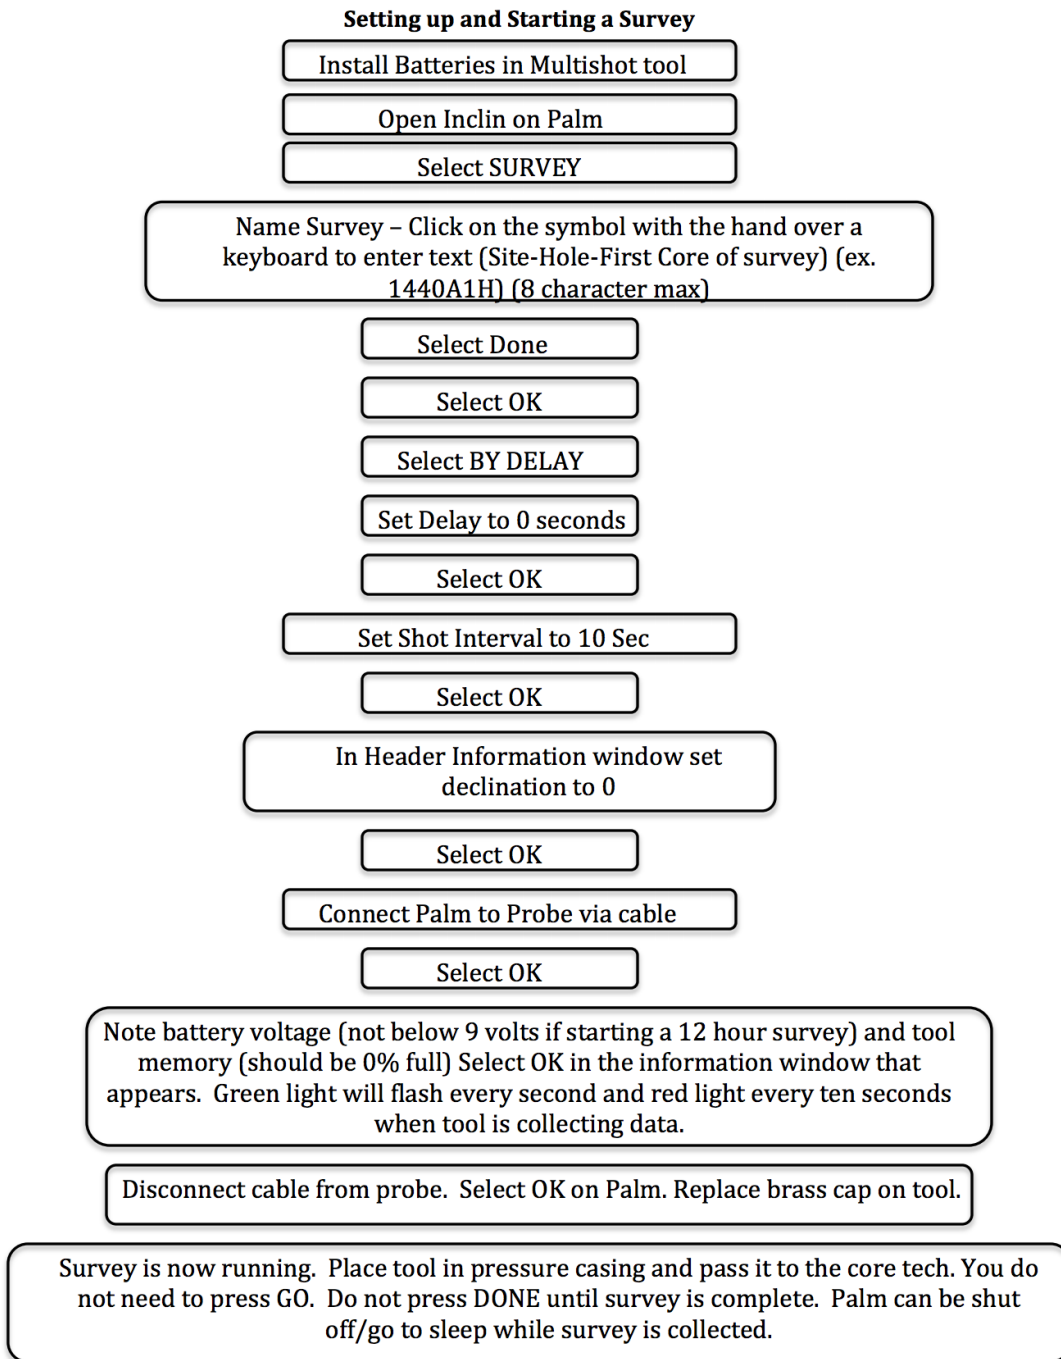 Setting up and Starting a Survey
Install Batteries in Multishot tool
Open Inclin on Palm
Select SURVEY
Name Survey – Click on the symbol with the hand over a
keyboard to enter text (Site-Hole-First Core of survey) (ex.
1440A1H) (8 character max)
Select Done
Select OK
Select BY DELAY
Set Delay to 0 seconds
Select OK
Set Shot Interval to 10 Sec
Select OK
In Header Information window set
declination to 0
Select OK
Connect Palm to Probe via cable
Select OK
Note battery voltage (not below 9 volts if starting a 12 hour survey) and tool
memory (should be 0% full) Select OK in the information window that
appears.  Green light will flash every second and red light every ten seconds
when tool is collecting data.
Disconnect cable from probe.  Select OK on Palm. Replace brass cap on tool.
Survey is now running.  Place tool in pressure casing and pass it to the core tech. You do
not need to press GO.  Do not press DONE until survey is complete.  Palm can be shut
off/go to sleep while survey is collected.